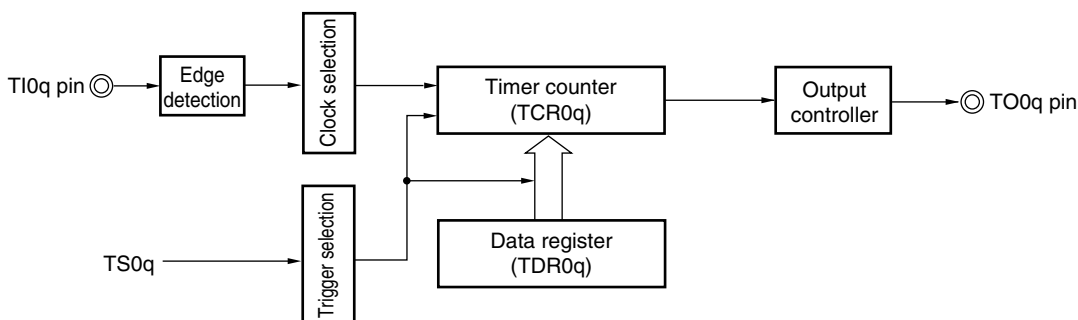 TI0q pin
Edge
detection
Clock selection
Timer counter
(TCR0q)
Output
controller
TO0q pin
TS0q
Trigger selection
Data register
(TDR0q)